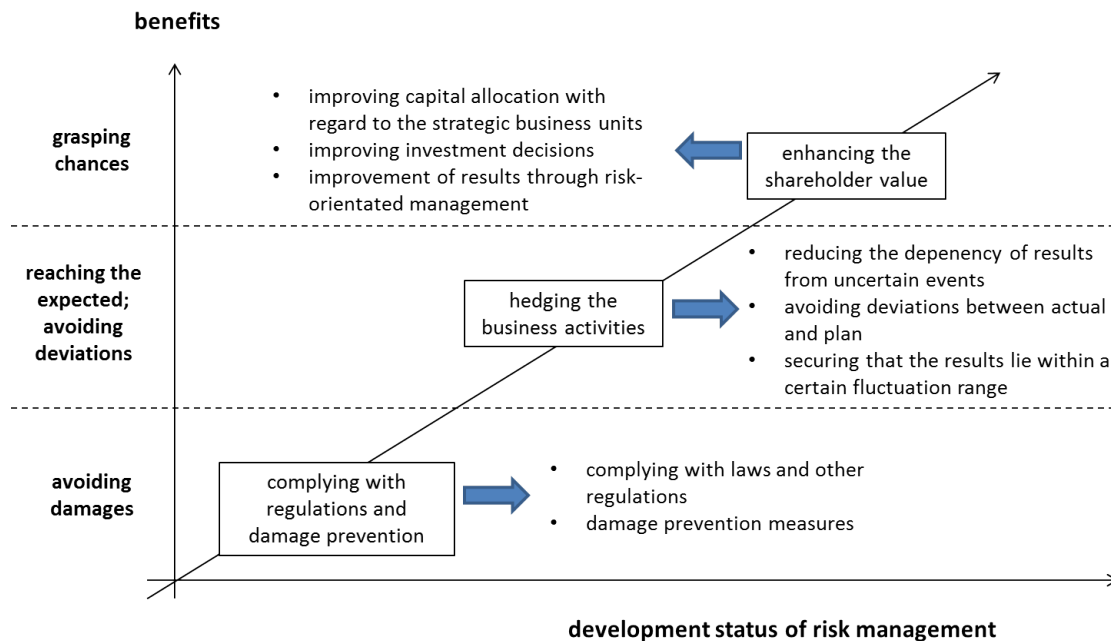 benefits
grasping
chances
• improving capital allocation with
regard to the strategic business units
• improving investment decisions
• improvement of results through risk-
orientated management
enhancing the
shareholder value
reaching the
expected;
avoiding
deviations
hedging the
business activities
• reducing the depenency of results
from uncertain events
• avoiding deviations between actual
and plan
• securing that the results lie within a
certain fluctuation range
avoiding
damages
complying with
regulations and
damage prevention
• complying with laws and other
regulations
• damage prevention measures
development status of risk management